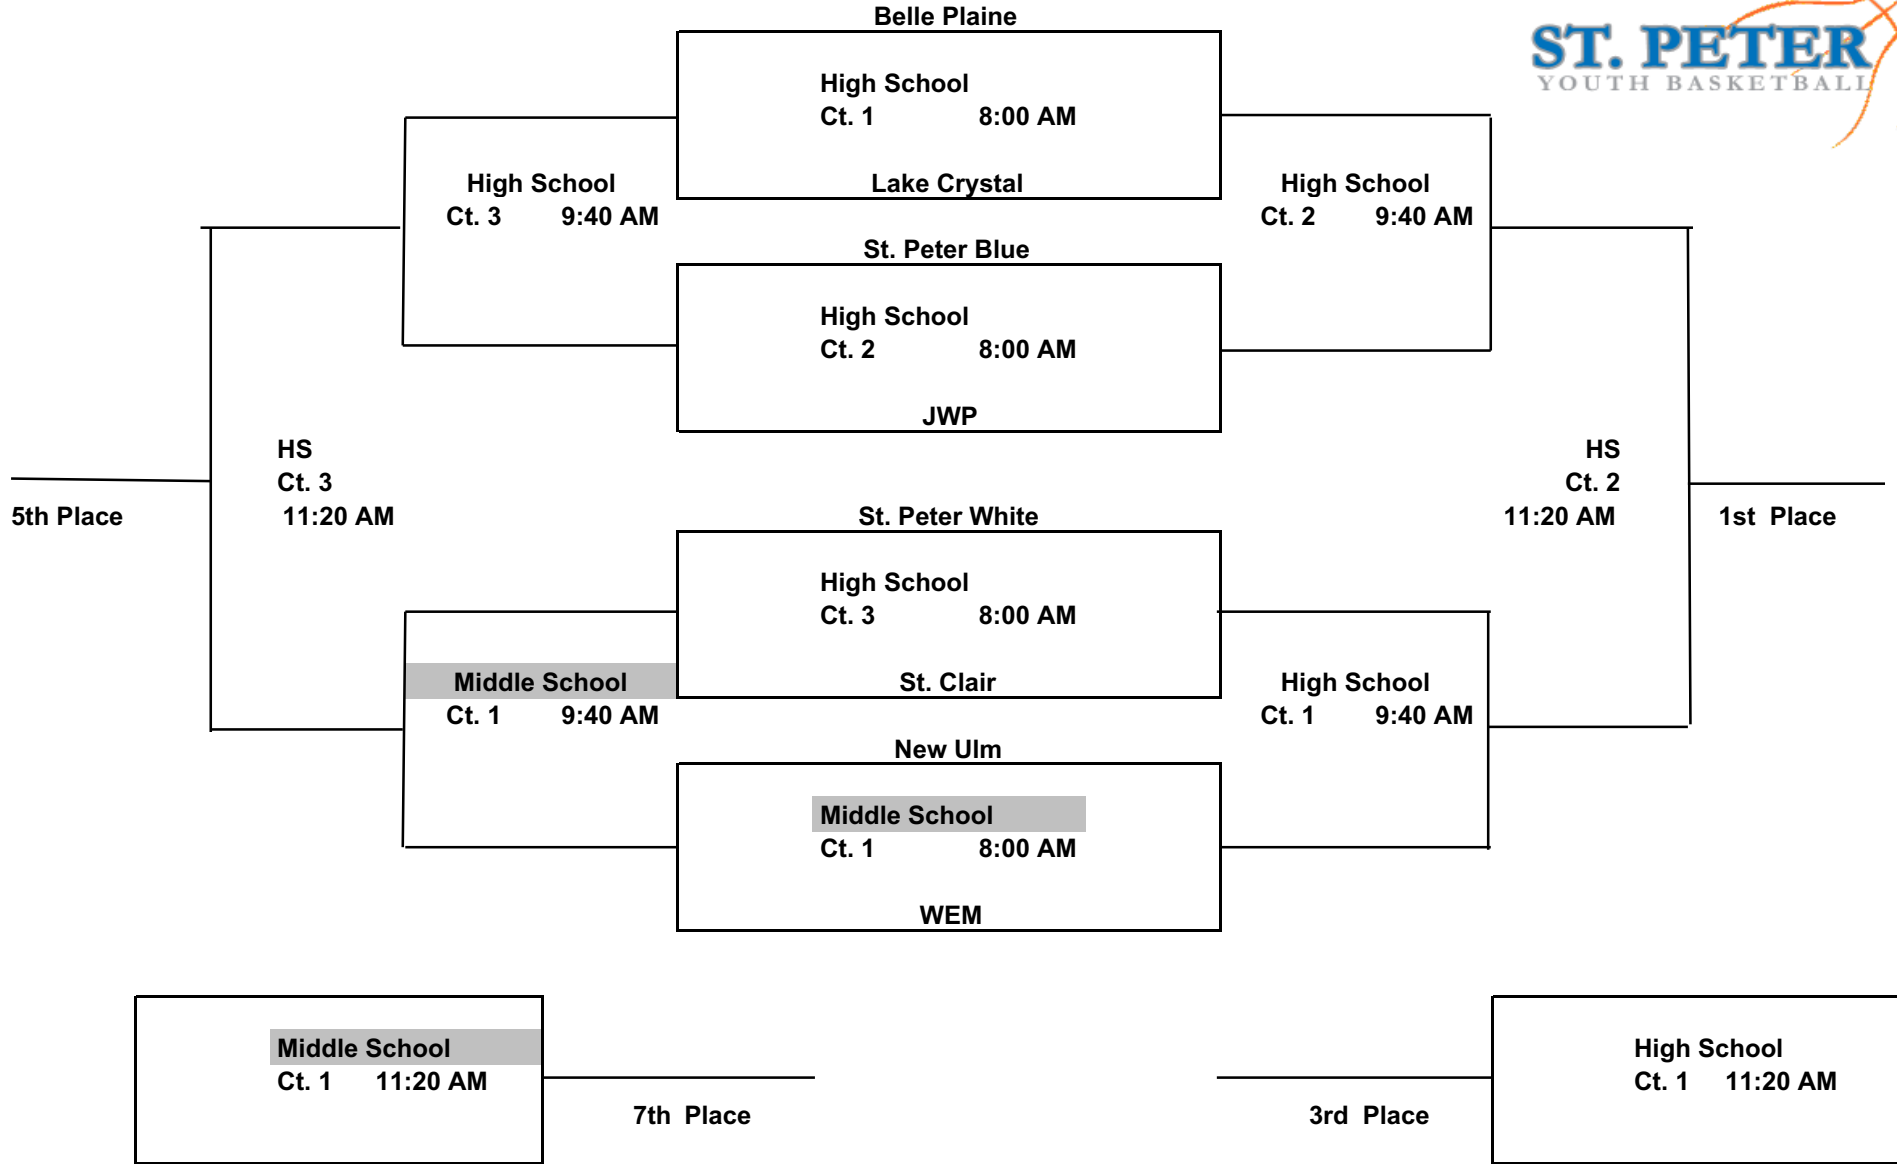 Belle Plaine
ST. PETER
YOUTH BASKETBALL
High School
Ct. 1 8:00 AM
High School
Lake Crystal
High School
Ct. 3 9:40 AM
Ct. 2 9:40 AM
St. Peter Blue
High School
Ct. 2 8:00 AM
JWP
HS
Ct. 3
11:20 AM
HS
Ct. 2
11:20 AM
5th Place
St. Peter White
1st Place
High School
Ct. 3 8:00 AM
Middle School
Ct. 1 9:40 AM
St. Clair
High School
Ct. 1 9:40 AM
New Ulm
Middle School
Ct. 1 8:00 AM
WEM
Middle School
Ct. 1 11:20 AM
7th Place
High School
Ct. 1 11:20 AM
3rd Place